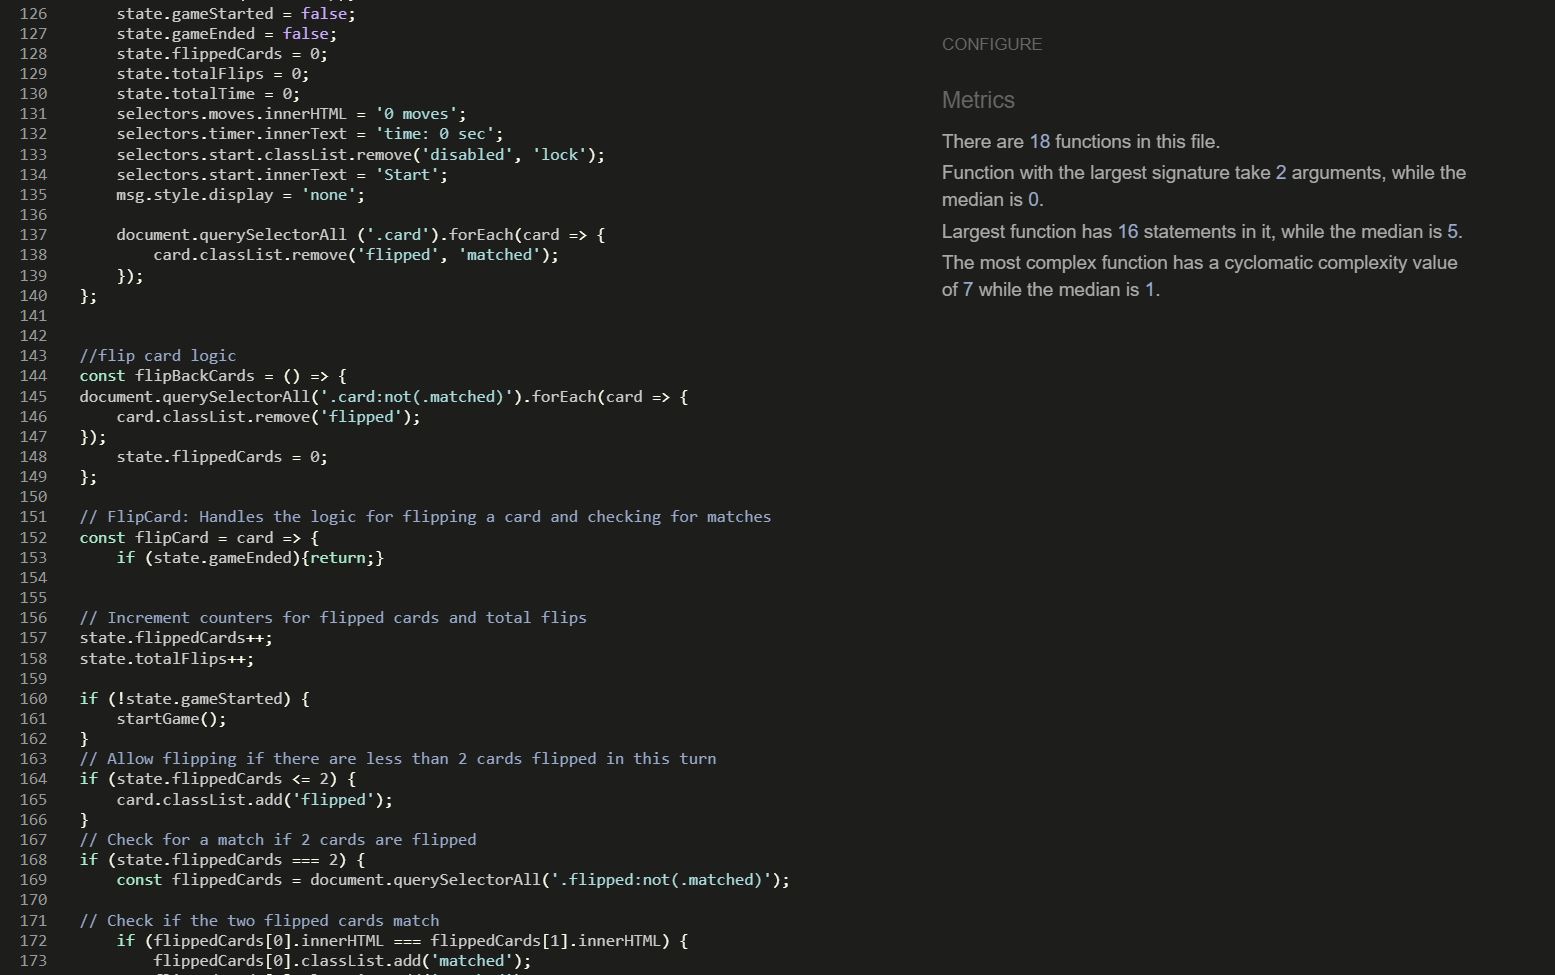 126 state.gameStarted = false;
127 state.gameEnded = false;
128 state.flippedCards = 0;
129 state.totalFlips = 0;
130 state.totalTime = 0;
131 selectors.moves.innerHTML = '0 moves';
132 selectors.timer.innerText = 'time: 0 sec';
133 selectors.start.classList.remove('disabled', 'lock');
134 selectors.start.innerText = 'Start';
135 msg.style.display = 'none';
136
137 document.querySelectorAll ('.card').forEach(card => {
138 card.classList.remove('flipped', 'matched');
139 });
140 };
141
142
143 //flip card logic
144 const flipBackCards = () => {
145 document.querySelectorAll('.card:not(.matched)').forEach(card => {
146 card.classList.remove('flipped');
147 });
148 state.flippedCards = 0;
149 };
150
151 // FlipCard: Handles the logic for flipping a card and checking for matches
152 const flipCard = card => {
153 if (state.gameEnded){return;}
154
155
156 // Increment counters for flipped cards and total flips
157 state.flippedCards++;
158 state.totalFlips++;
159
160 if (!state.gameStarted) {
161 startGame();
162 }
163 // Allow flipping if there are less than 2 cards flipped in this turn
164 if (state.flippedCards <= 2) {
165 card.classList.add('flipped');
166 }
167 // Check for a match if 2 cards are flipped
168 if (state.flippedCards === 2) {
169 const flippedCards = document.querySelectorAll('.flipped:not(.matched)');
170
171 // Check if the two flipped cards match
172 if (flippedCards[0].innerHTML === flippedCards[1].innerHTML) {
173 flippedCards[0].classList.add('matched');
CONFIGURE
Metrics
There are 18 functions in this file.
Function with the largest signature take 2 arguments, while the
median is 0.
Largest function has 16 statements in it, while the median is 5.
The most complex function has a cyclomatic complexity value
of 7 while the median is 1.